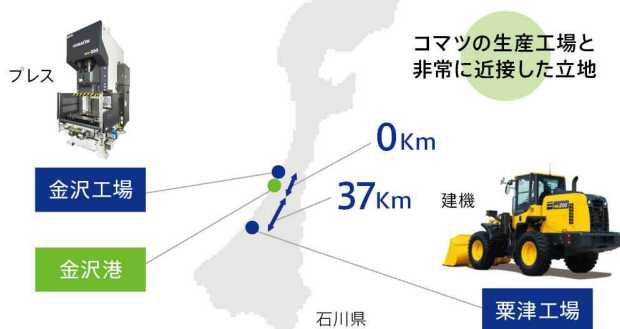 コマツの生産工場と
非常に近接した立地
プレス
0Km
金沢工場
37Km
建機
金沢港
粟津工場
石川県